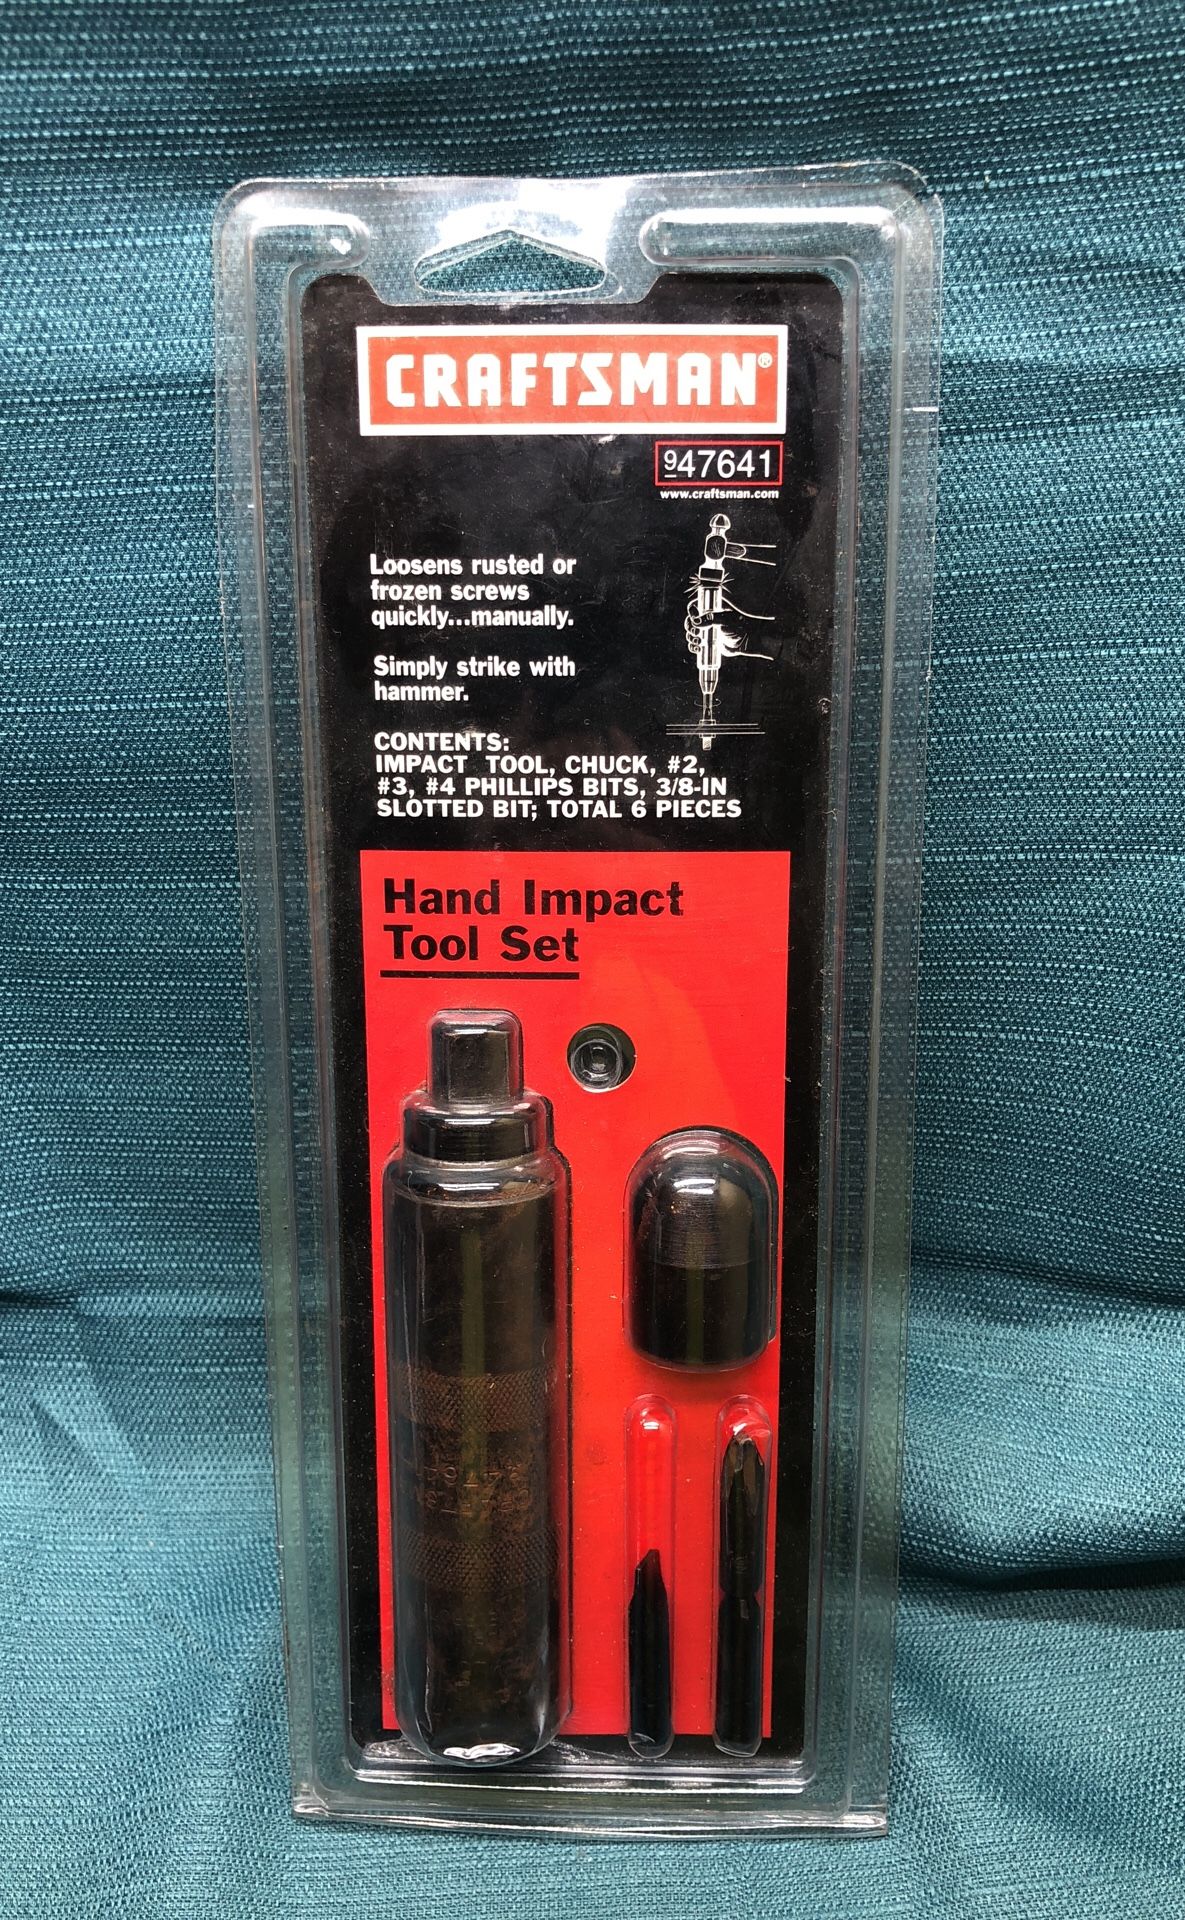 CRAFTSMAN®
947641
www.craftsman.com
Loosens rusted or
frozen screws
quickly...manually.
Simply strike with
hammer.
CONTENTS:
IMPACT TOOL, CHUCK, #2,
#3, #4 PHILLIPS BITS, 3/8-IN
SLOTTED BIT; TOTAL 6 PIECES
Hand Impact
Tool Set